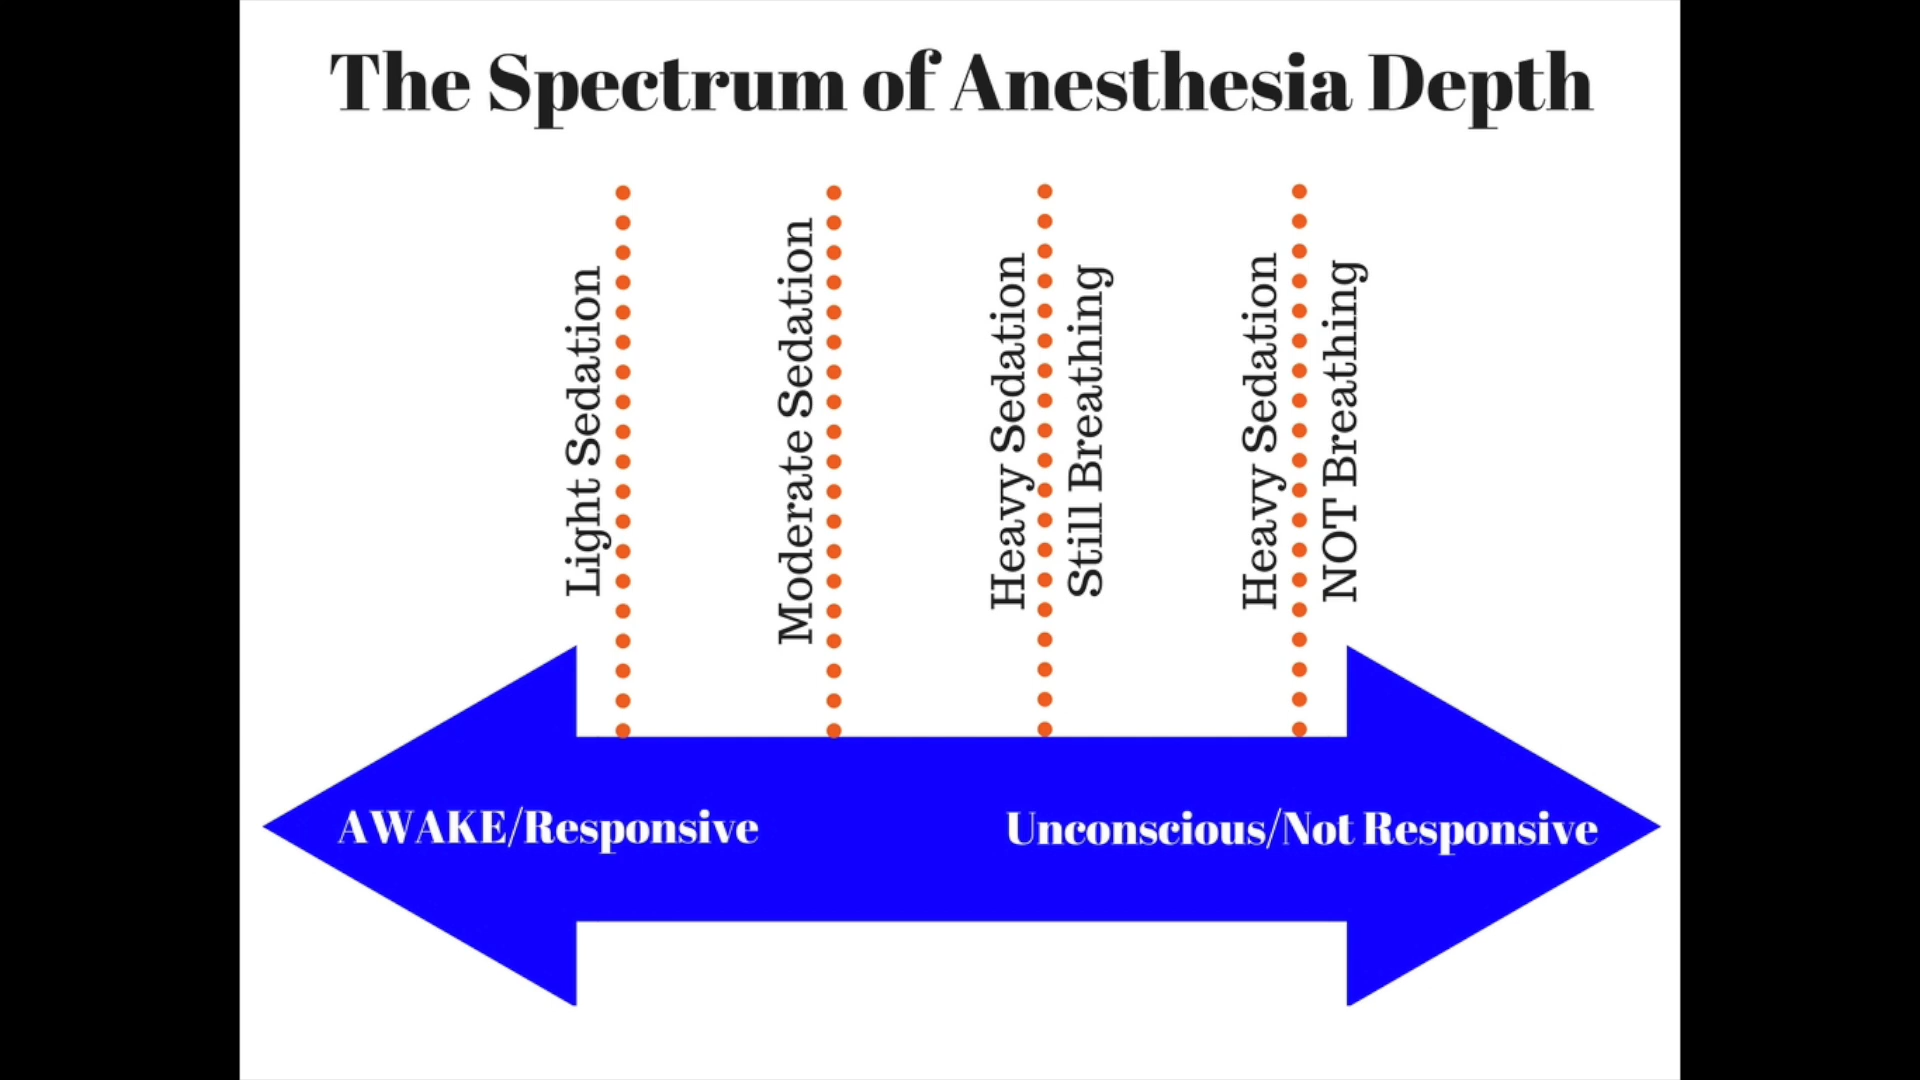 The Spectrum of Anesthesia Depth
Light Sedation
Moderate Sedation
Heavy Sedation
Still Breathing
Heavy Sedation
NOT Breathing
AWAKE/Responsive
Unconscious/Not Responsive